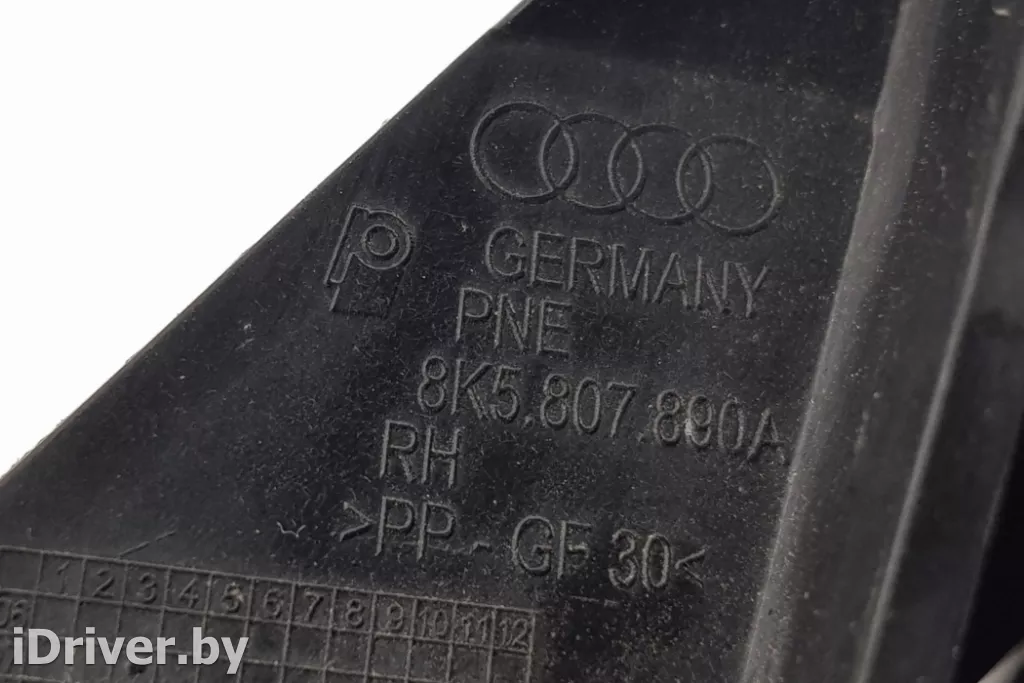 GERMANY
PNE
8K5.807.890A
RH
>PP - GF 30<
1 2 3 4 5 6 7 8 9 10 11 12
08
iDriver.by